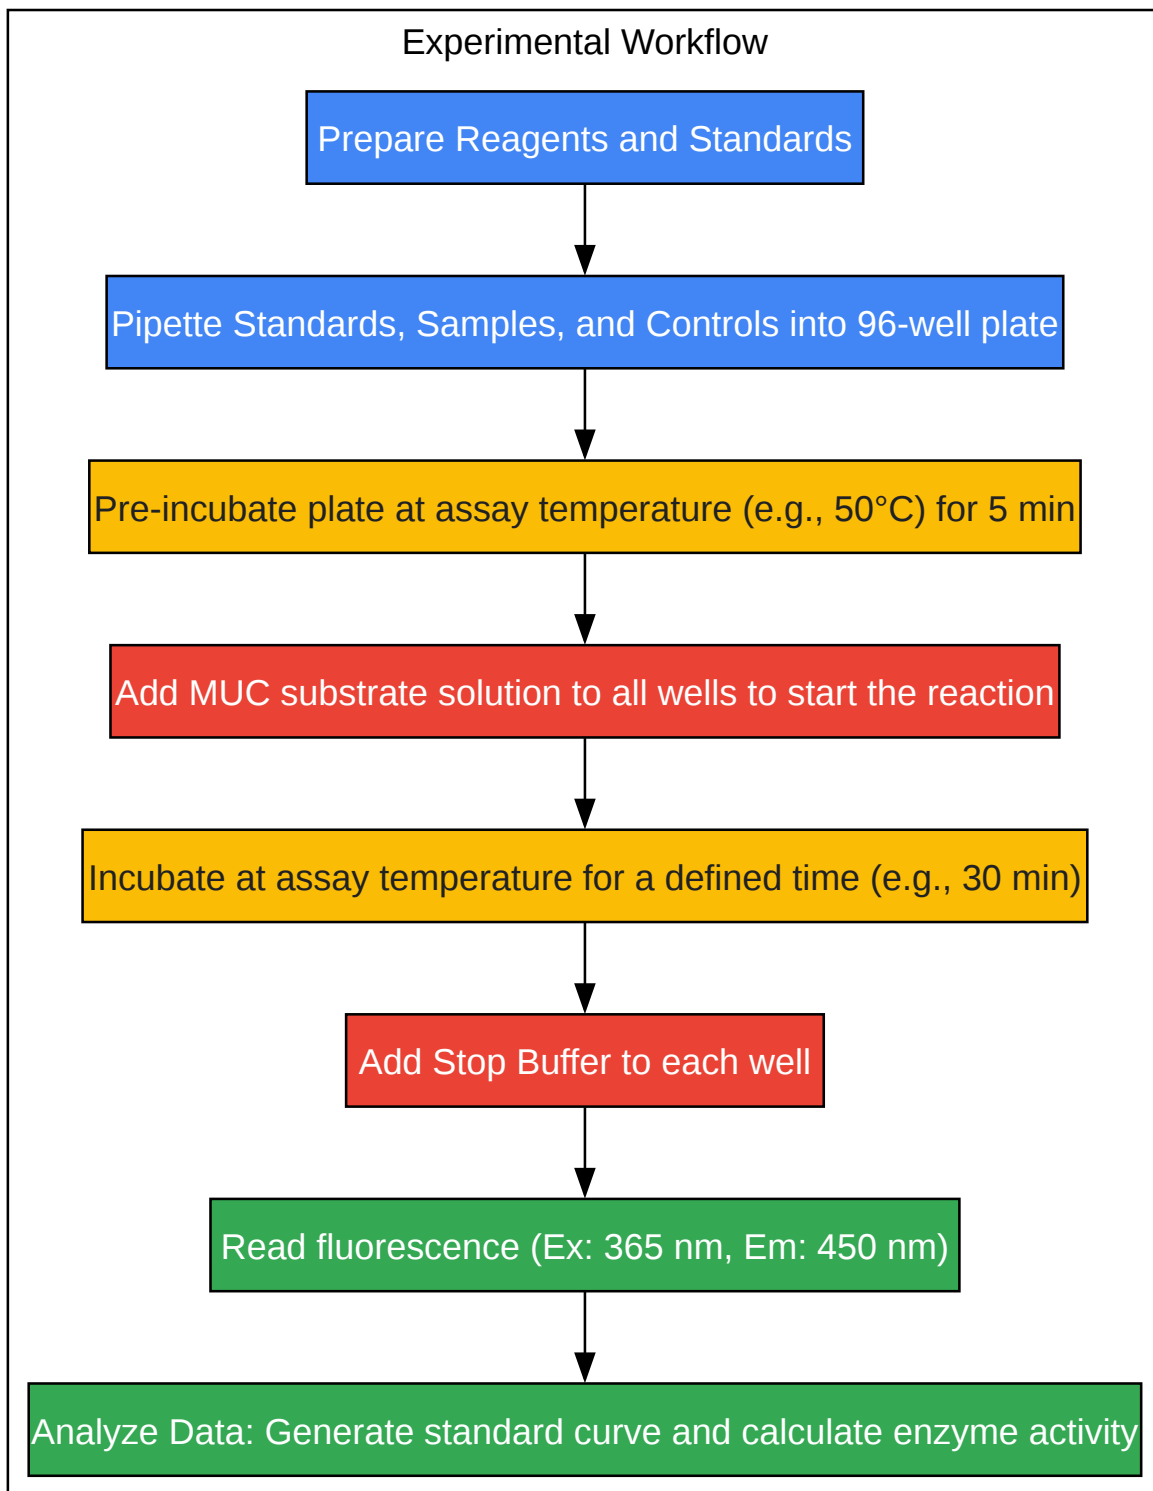 Experimental Workflow
Prepare Reagents and Standards
Pipette Standards, Samples, and Controls into 96-well plate
Pre-incubate plate at assay temperature (e.g., 50°C) for 5 min
Add MUC substrate solution to all wells to start the reaction
Incubate at assay temperature for a defined time (e.g., 30 min)
Add Stop Buffer to each well
Read fluorescence (Ex: 365 nm, Em: 450 nm)
Analyze Data: Generate standard curve and calculate enzyme activity